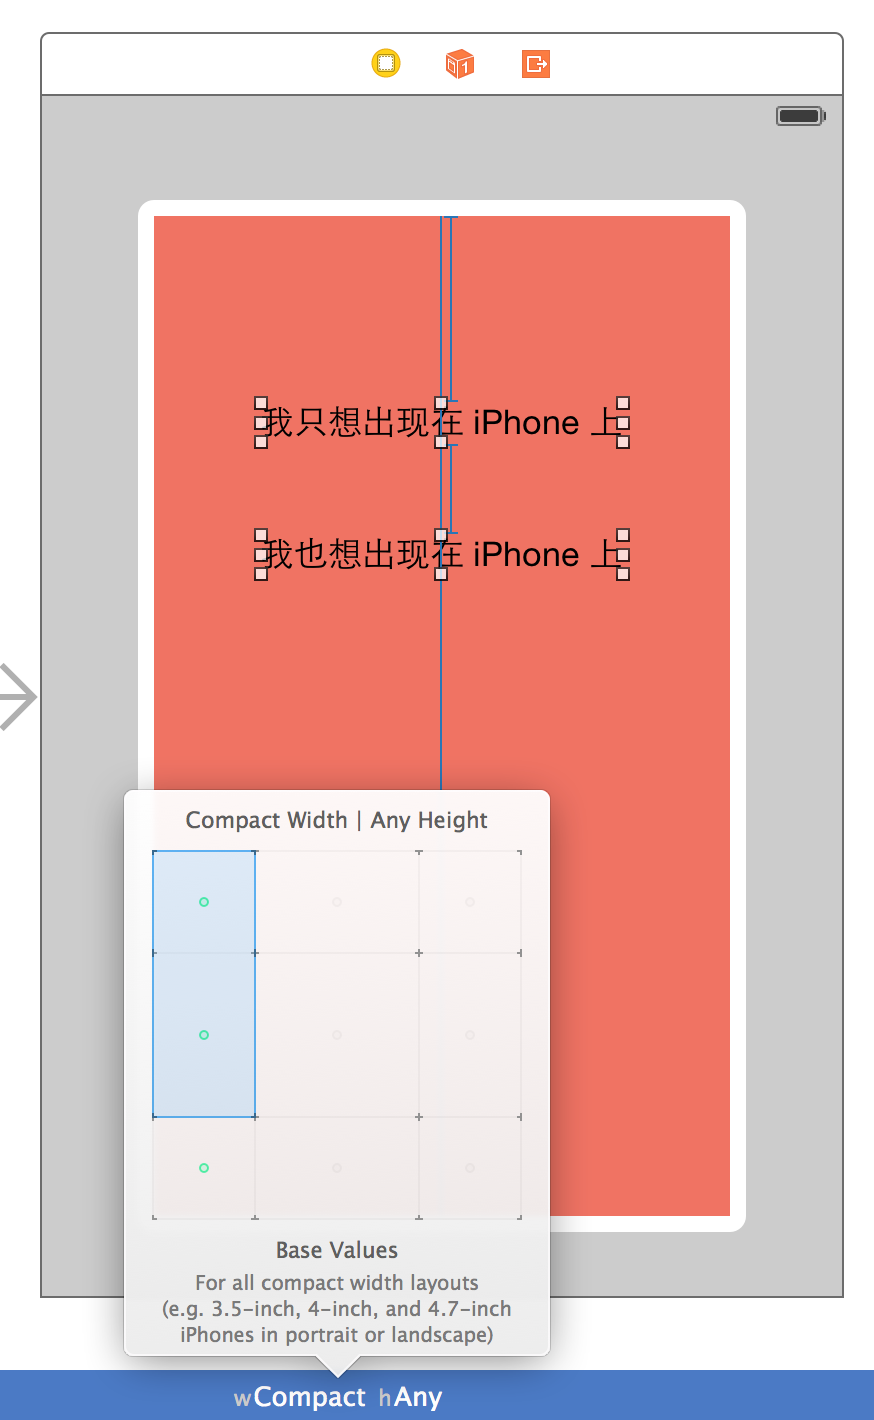 1
我只想出现在 iPhone 上
我也想出现在 iPhone 上
Compact Width | Any Height
Base Values
For all compact width layouts
(e.g. 3.5-inch, 4-inch, and 4.7-inch
iPhones in portrait or landscape)
wCompact hAny